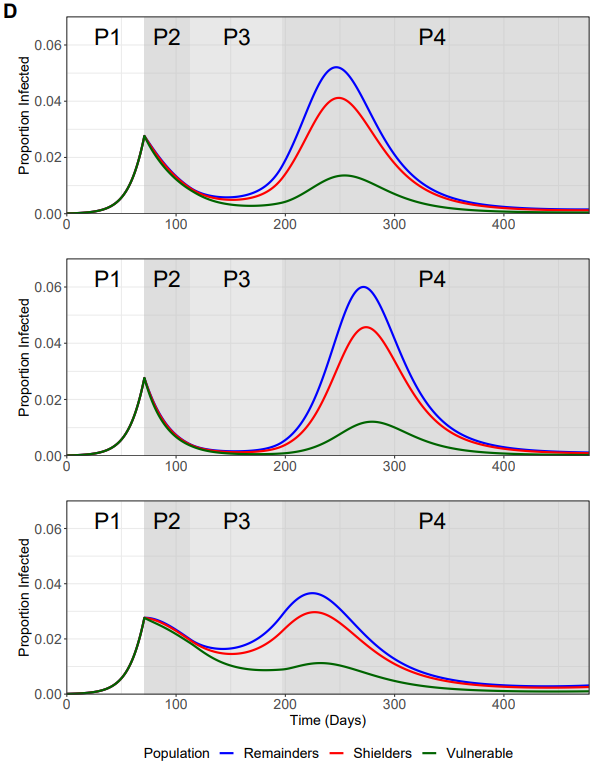 D
P1 P2 P3 P4
Proportion Infected
0.06
0.04
0.02
0.00
0 100 200 300 400
P1 P2 P3 P4
Proportion Infected
0.06
0.04
0.02
0.00
0 100 200 300 400
P1 P2 P3 P4
Proportion Infected
0.06
0.04
0.02
0.00
0 100 200 300 400
Time (Days)
Population Remainders Shielders Vulnerable